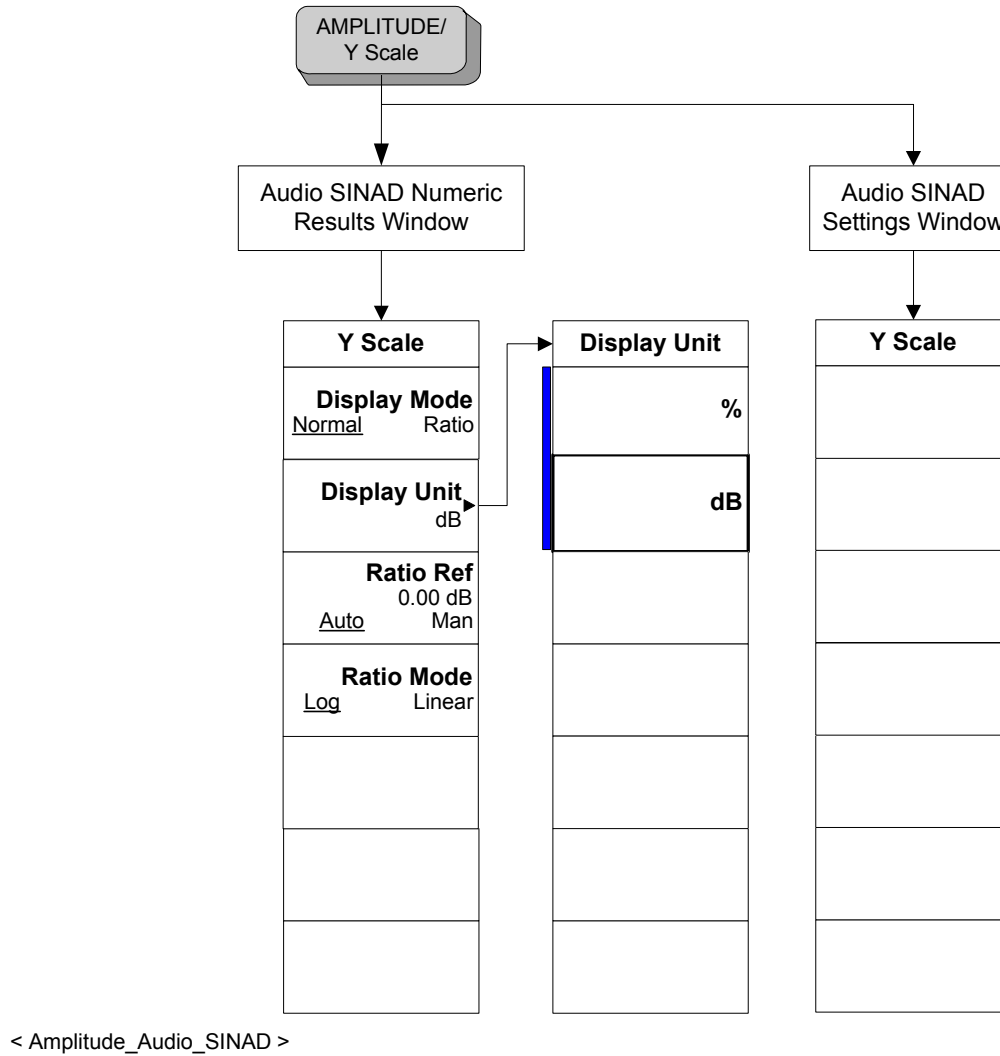 AMPLITUDE/
Y Scale
Audio SINAD Numeric
Results Window
Audio SINAD
Settings Window
Y Scale
Display Mode
Normal Ratio
Display Unit
dB
Ratio Ref
0.00 dB
Auto Man
Ratio Mode
Log Linear
Display Unit
%
dB
Y Scale
< Amplitude_Audio_SINAD >